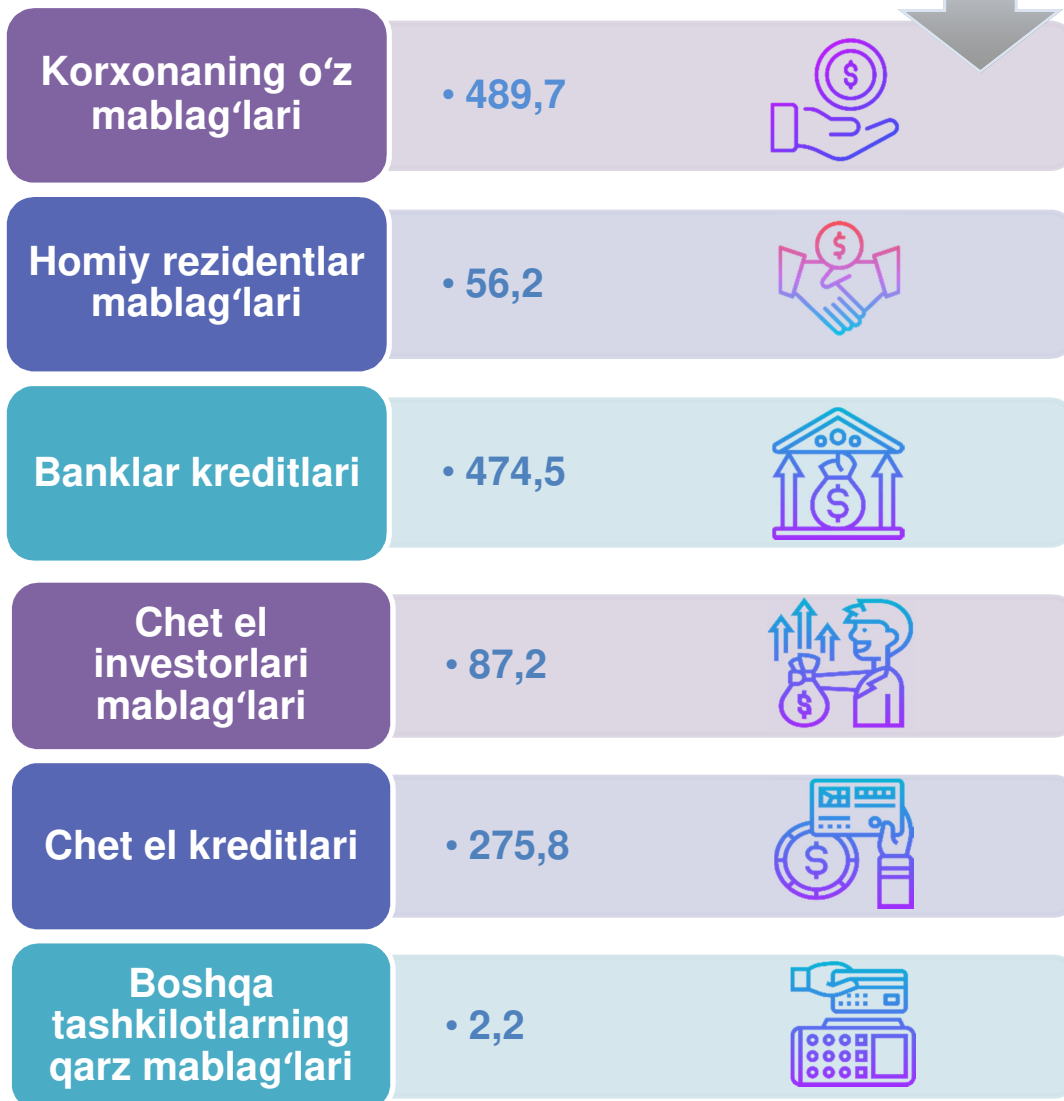 Korxonaning o‘z
mablag‘lari
• 489,7
Homiy rezidentlar
mablag‘lari
• 56,2
Banklar kreditlari
• 474,5
Chet el
investorlari
mablag‘lari
• 87,2
Chet el kreditlari
• 275,8
Boshqa
tashkilotlarning
qarz mablag‘lari
• 2,2